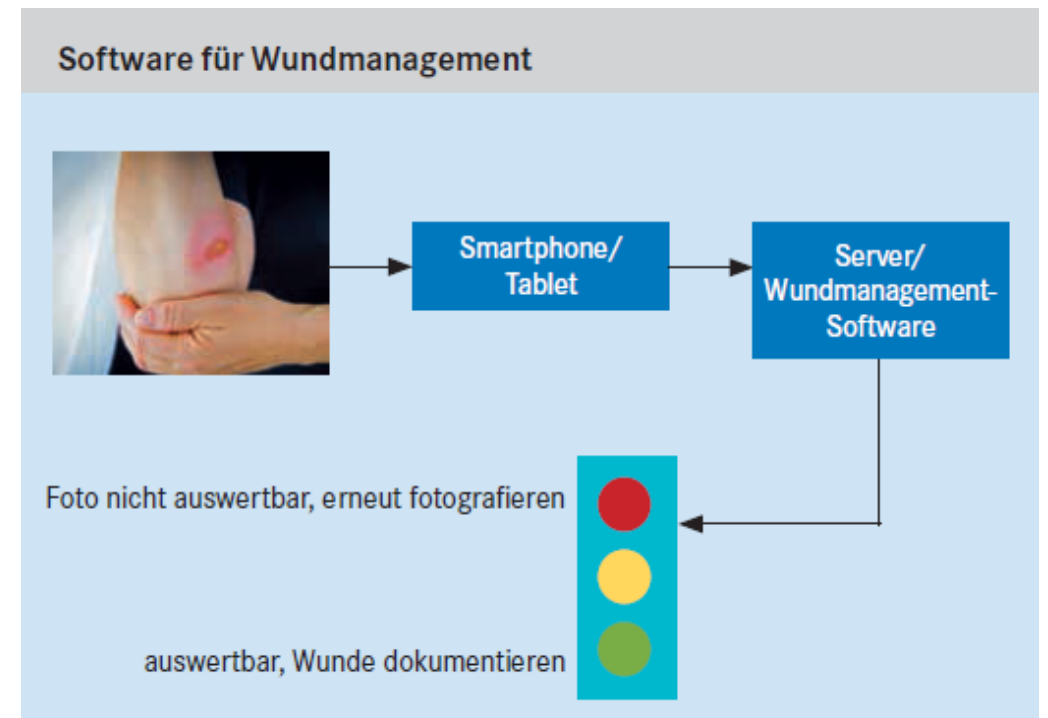 Software für Wundmanagement
Smartphone/
Tablet
Server/
Wundmanagement-
Software
Foto nicht auswertbar, erneut fotografieren
auswertbar, Wunde dokumentieren